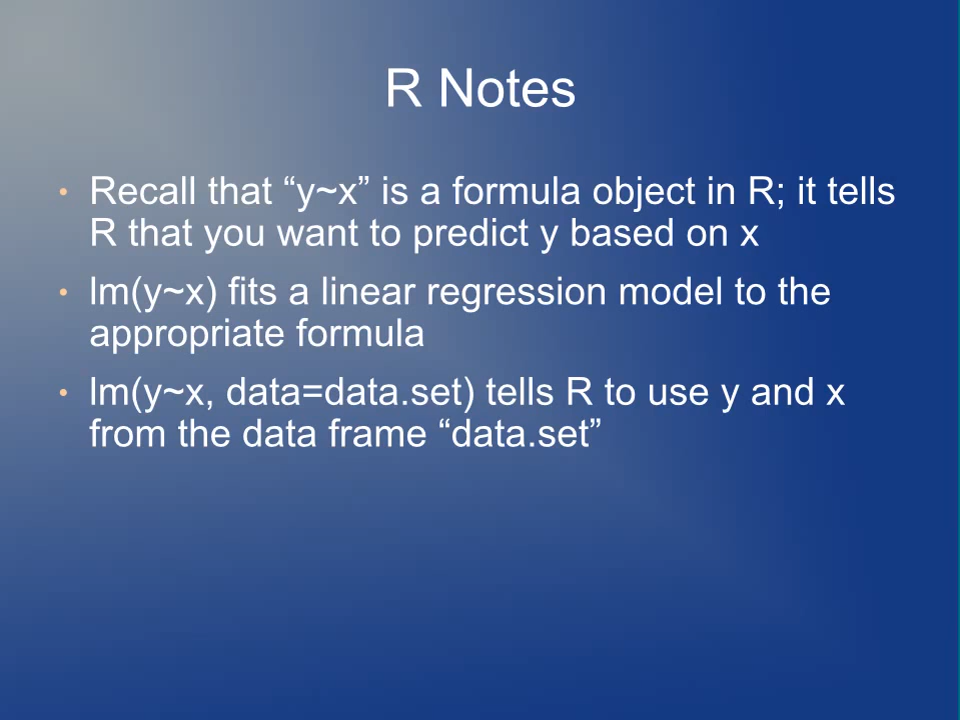 R Notes
• Recall that “y~x” is a formula object in R; it tells
R that you want to predict y based on x
• lm(y~x) fits a linear regression model to the
appropriate formula
• lm(y~x, data=data.set) tells R to use y and x
from the data frame “data.set”